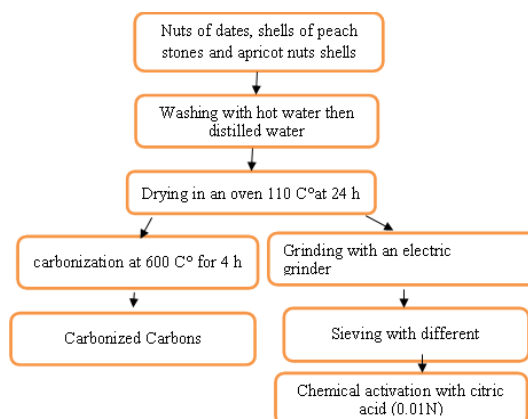 Nuts of dates, shells of peach
stones and apricot nuts shells
Washing with hot water then
distilled water
Drying in an oven 110 C°at 24 h
carbonization at 600 C° for 4 h
Grinding with an electric
grinder
Carbonized Carbons
Sieving with different
Chemical activation with citric
acid (0.01N)